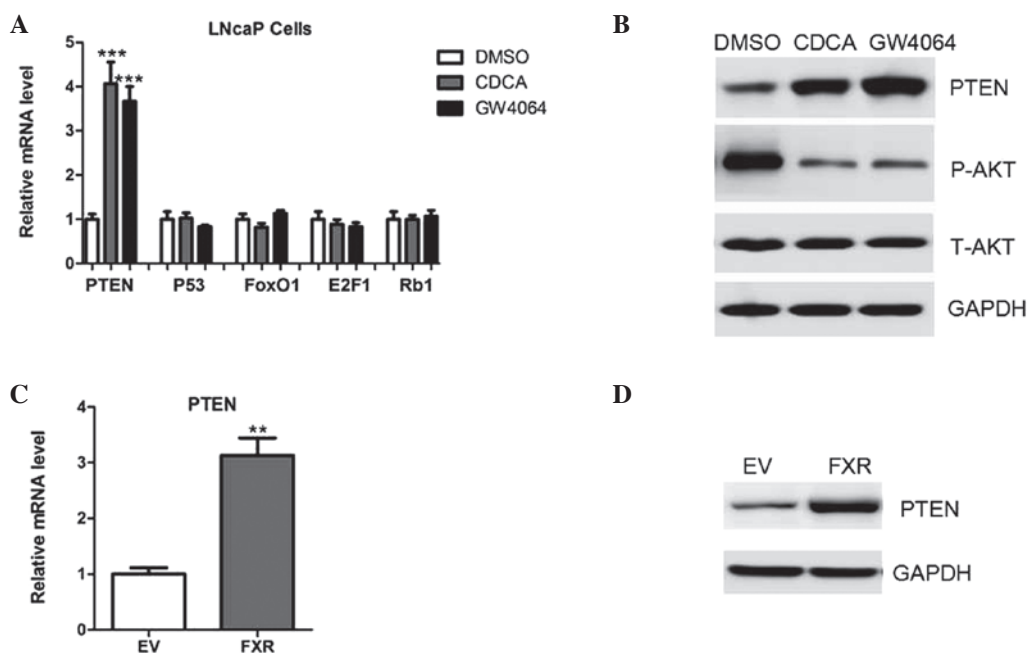 A
LNcaP Cells
Relative mRNA level
5
4
3
2
1
0
***
***
DMSO
CDCA
GW4064
PTEN P53 FoxO1 E2F1 Rb1
B
DMSO CDCA GW4064
PTEN
P-AKT
T-AKT
GAPDH
C
PTEN
Relative mRNA level
4
3
2
1
0
**
EV FXR
D
EV FXR
PTEN
GAPDH